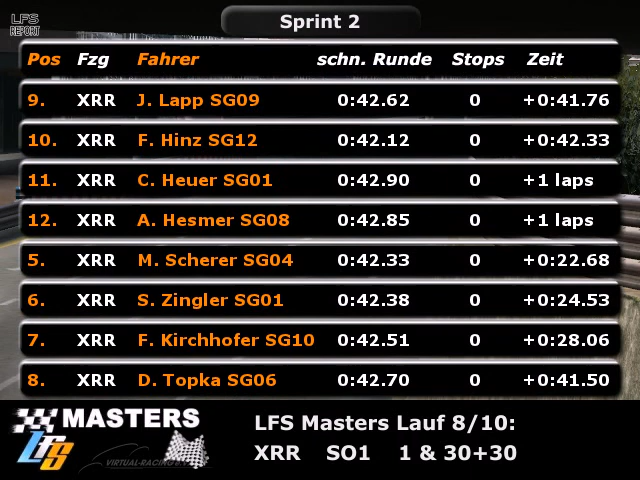 LFS
REPORT
Sprint 2
Pos Fzg Fahrer schn. Runde Stops Zeit
9. XRR J. Lapp SG09 0:42.62 0 +0:41.76
10. XRR F. Hinz SG12 0:42.12 0 +0:42.33
11. XRR C. Heuer SG01 0:42.90 0 +1 laps
12. XRR A. Hesmer SG08 0:42.85 0 +1 laps
5. XRR M. Scherer SG04 0:42.33 0 +0:22.68
6. XRR S. Zingler SG01 0:42.38 0 +0:24.53
7. XRR F. Kirchhofer SG10 0:42.51 0 +0:28.06
8. XRR D. Topka SG06 0:42.70 0 +0:41.50
MASTERS
LFS
VIRTUAL-RACING
LFS Masters Lauf 8/10:
XRR SO1 1 & 30+30